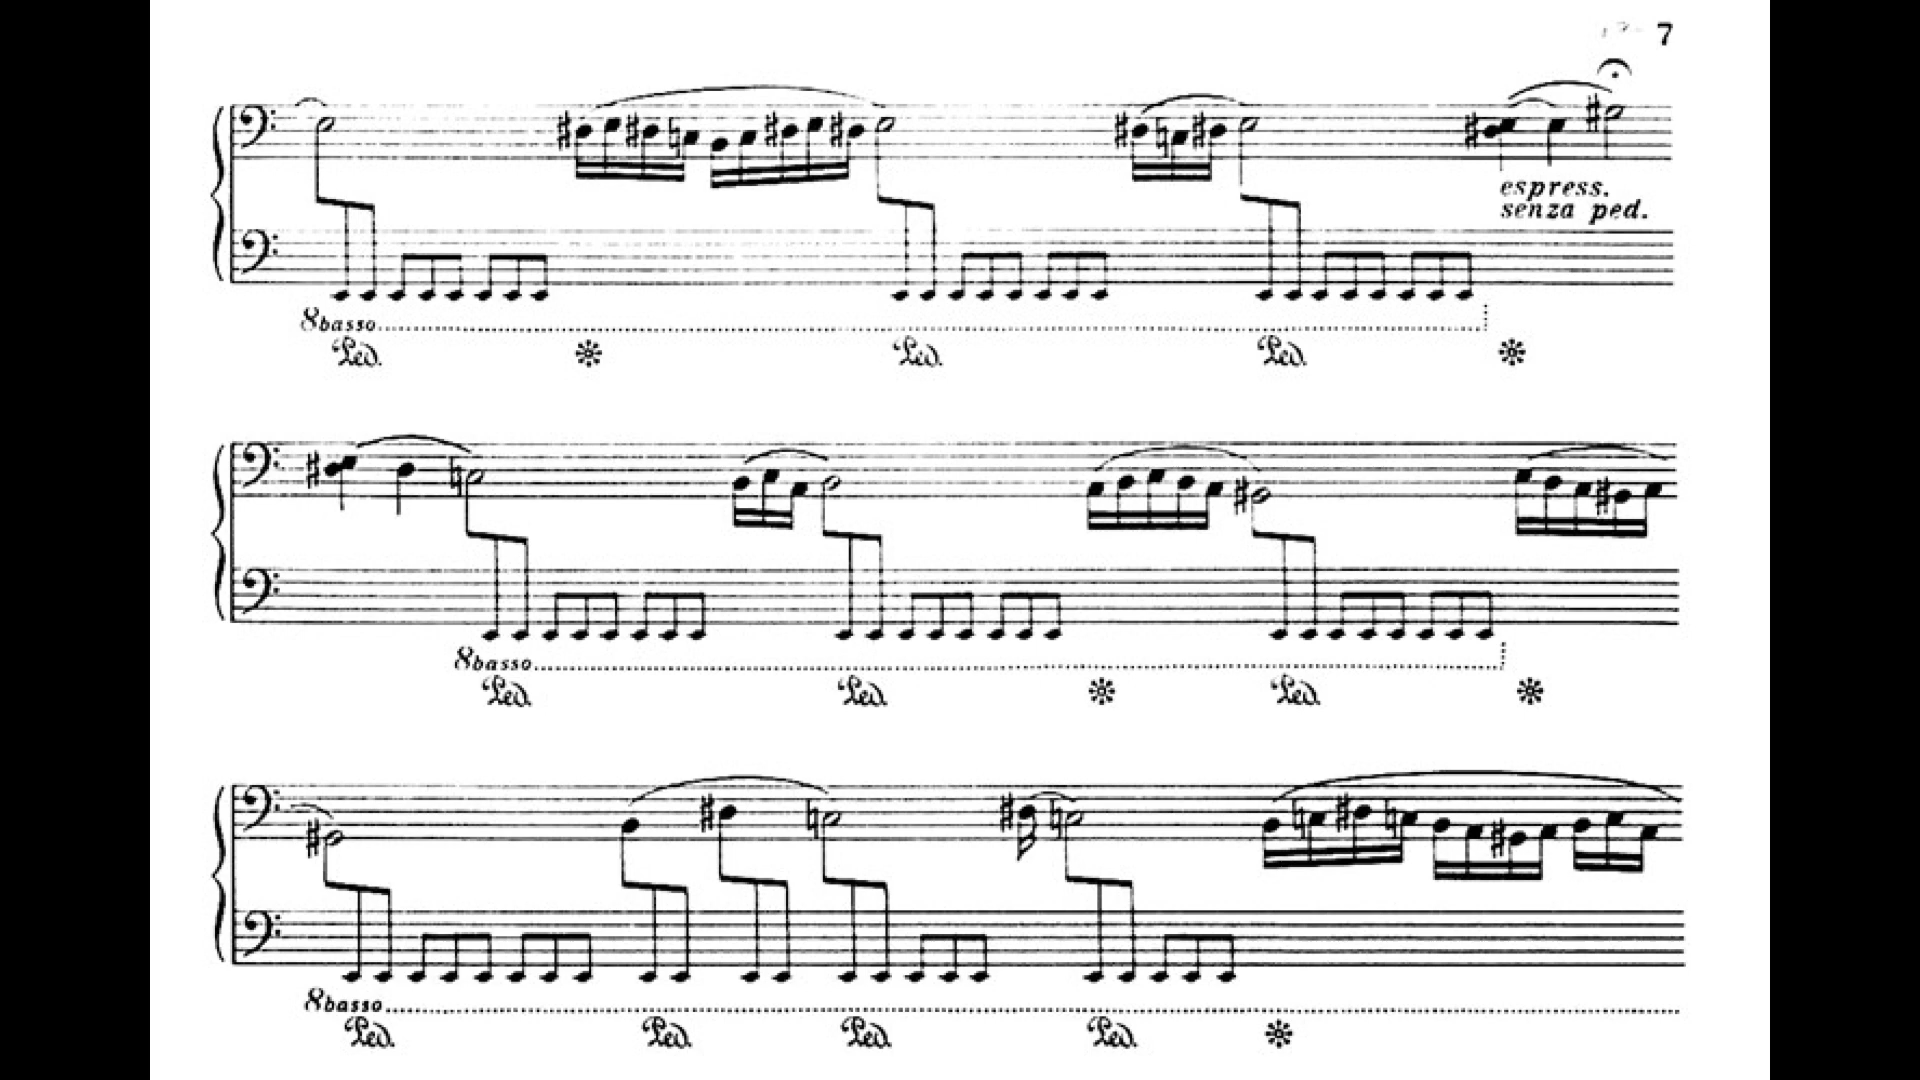 7
espress.
senza ped.
8basso
Ped. Ped. Ped.
8basso
Ped. Ped. Ped.
8basso
Ped. Ped. Ped. Ped.